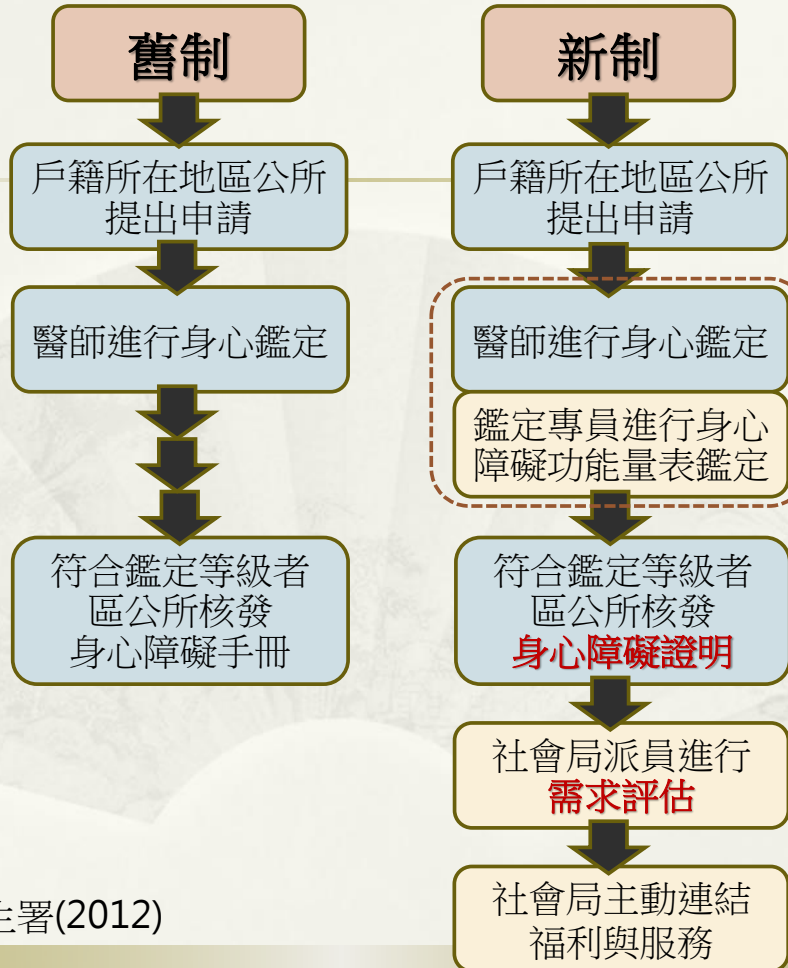 舊制
戶籍所在地區公所
提出申請
醫師進行身心鑑定
符合鑑定等級者
區公所核發
身心障礙手冊
新制
戶籍所在地區公所
提出申請
醫師進行身心鑑定
鑑定專員進行身心
障礙功能量表鑑定
符合鑑定等級者
區公所核發
身心障礙證明
社會局派員進行
需求評估
社會局主動連結
福利與服務
生署(2012)